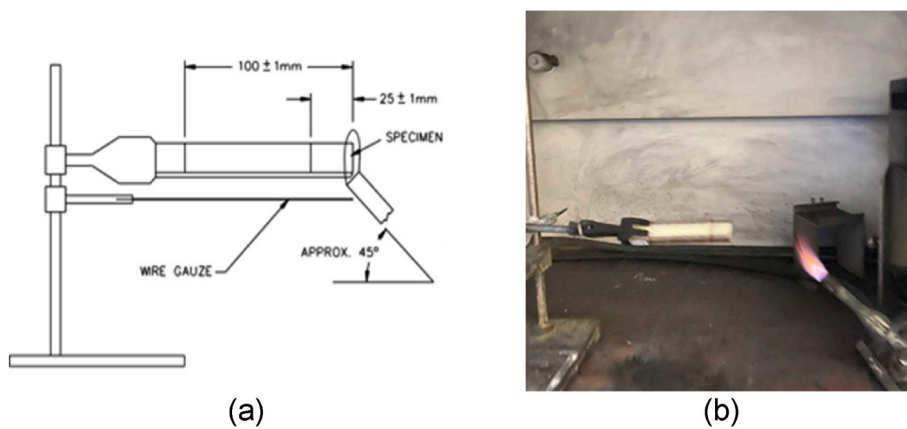 100 ± 1mm
25 ± 1mm
SPECIMEN
WIRE GAUZE
APPROX. 45°
(a)
(b)